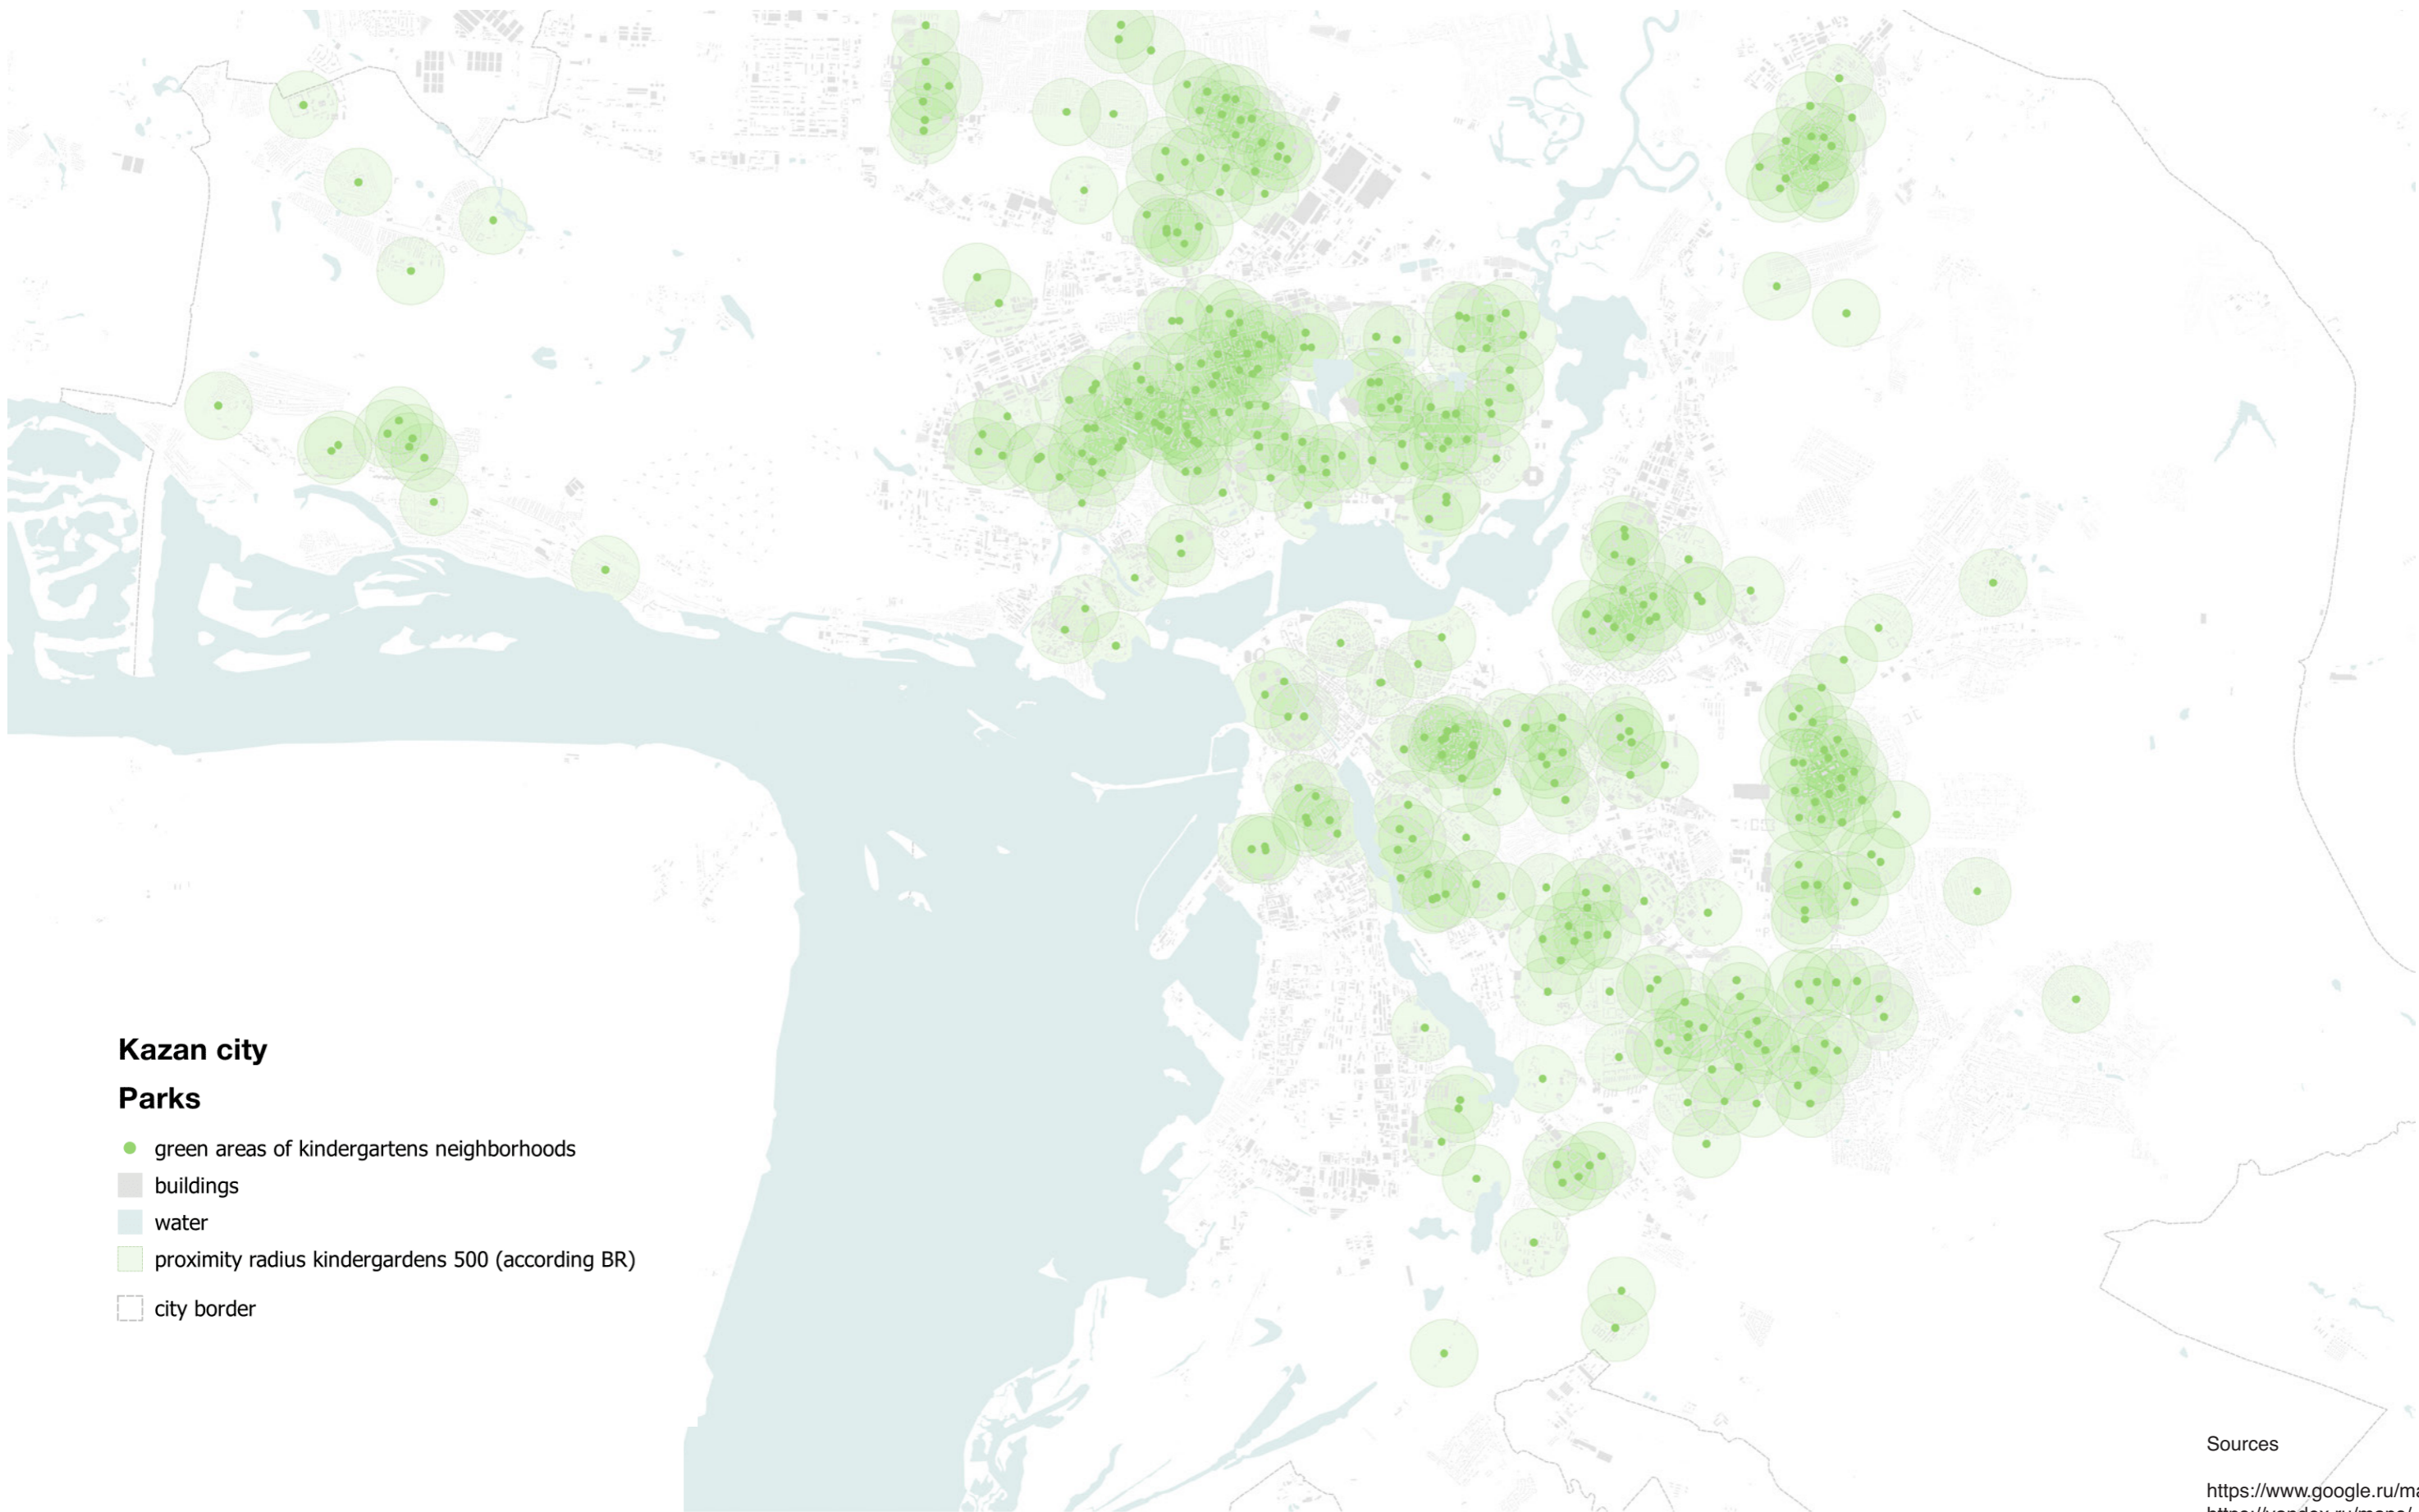 Kazan city
Parks
green areas of kindergartens neighborhoods
buildings
water
proximity radius kindergardens 500 (according BR)
city border
Sources
https://www.google.ru/ma